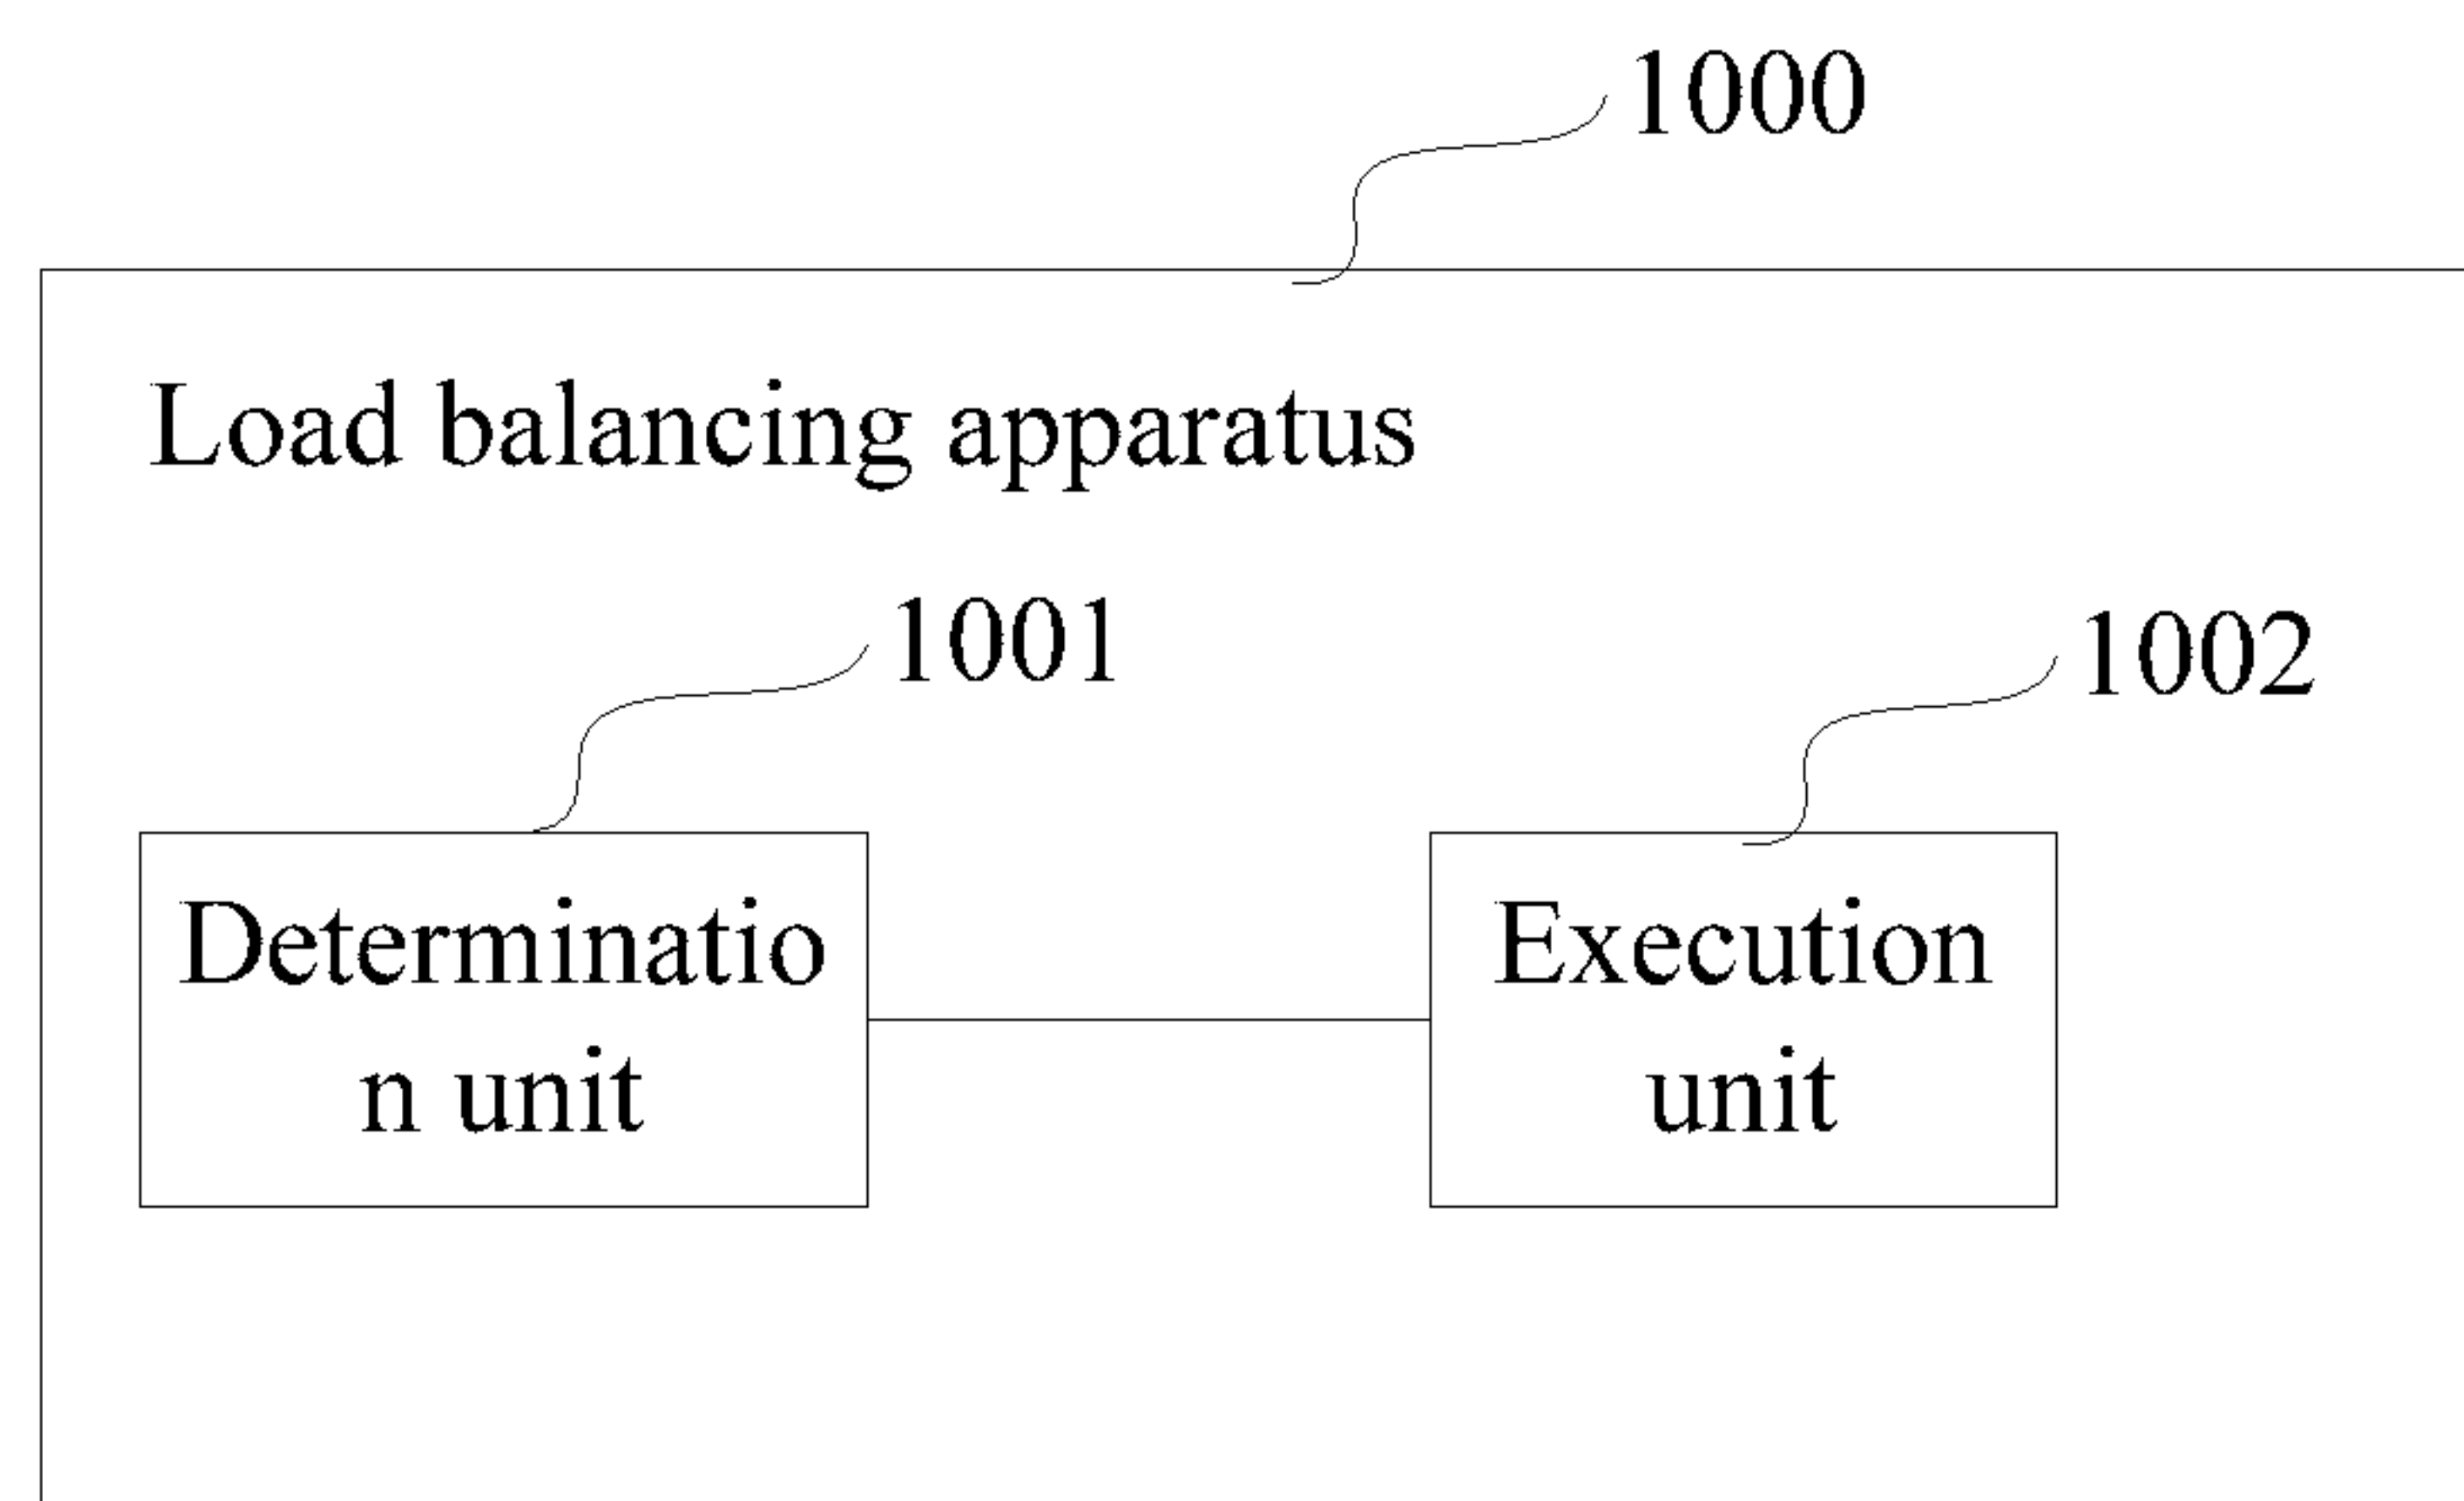 1000
Load balancing apparatus
1001
1002
Determinatio
n unit
Execution
unit